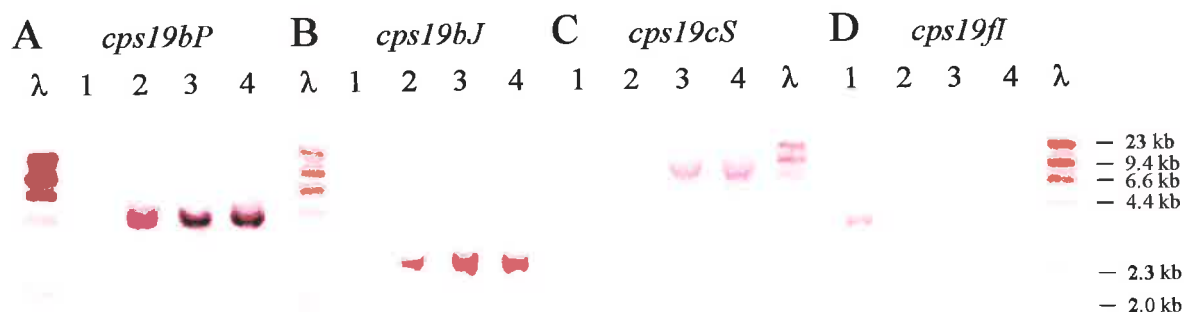 A cps19bP B cps19bJ C cps19cS D cps19fI
λ 1 2 3 4 λ 1 2 3 4 1 2 3 4 λ 1 2 3 4 λ
23 kb
9.4 kb
6.6 kb
4.4 kb
2.3 kb
2.0 kb